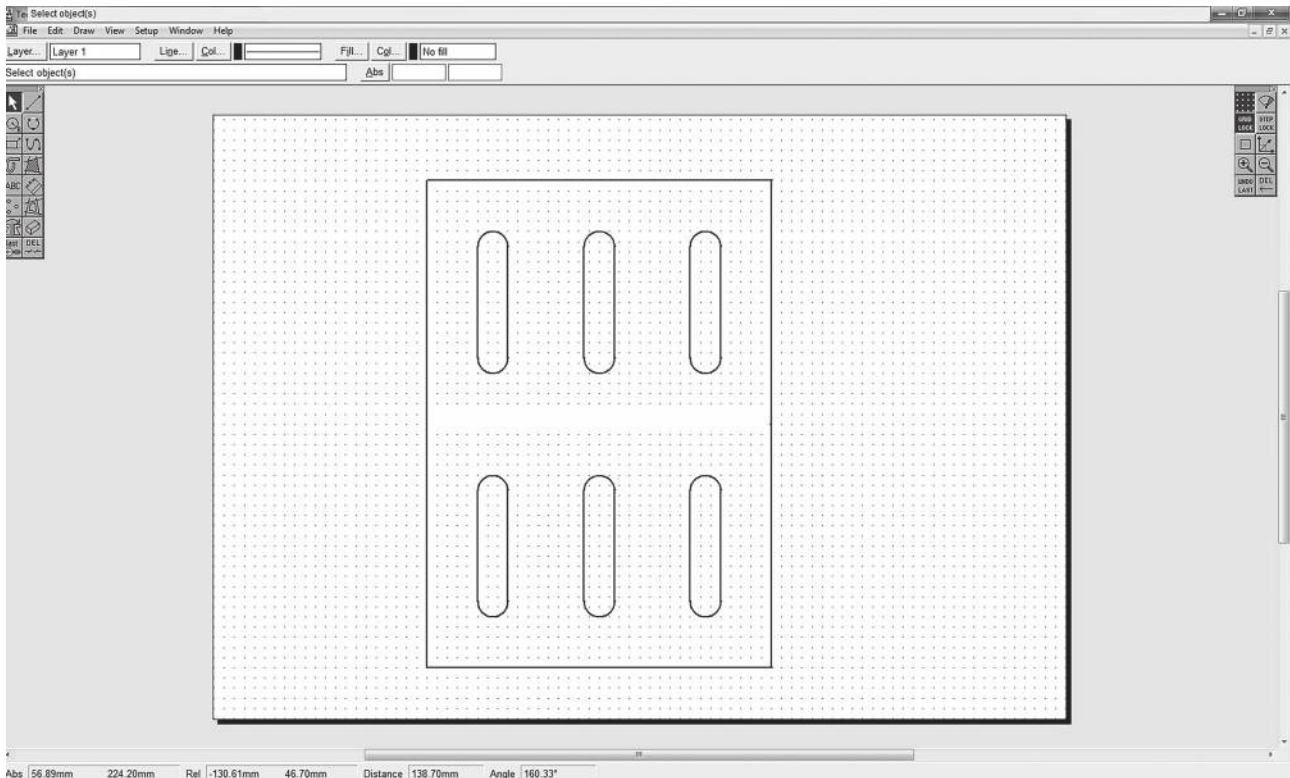 Select object(s)
File Edit Draw View Setup Window Help
Layer... Layer 1 Line... Col... Fill... Col... No fill
Select object(s) Abs
GRID LOCK STEP LOCK
ABC
UNDO LAST DEL
DEL
Abs 56.89mm 224.20mm Rel -130.61mm 46.70mm Distance 138.70mm Angle 160.33°